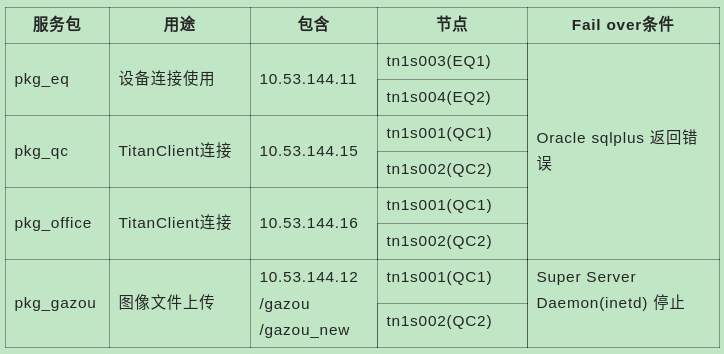 服务包 用途 包含 节点 Fail over条件
pkg_eq 设备连接使用 10.53.144.11 tn1s003(EQ1)
tn1s004(EQ2)
pkg_qc TitanClient连接 10.53.144.15 tn1s001(QC1)
tn1s002(QC2)
Oracle sqlplus 返回错
误
pkg_office TitanClient连接 10.53.144.16 tn1s001(QC1)
tn1s002(QC2)
pkg_gazou 图像文件上传 10.53.144.12
/gazou
/gazou_new
tn1s001(QC1)
tn1s002(QC2)
Super Server
Daemon(inetd) 停止